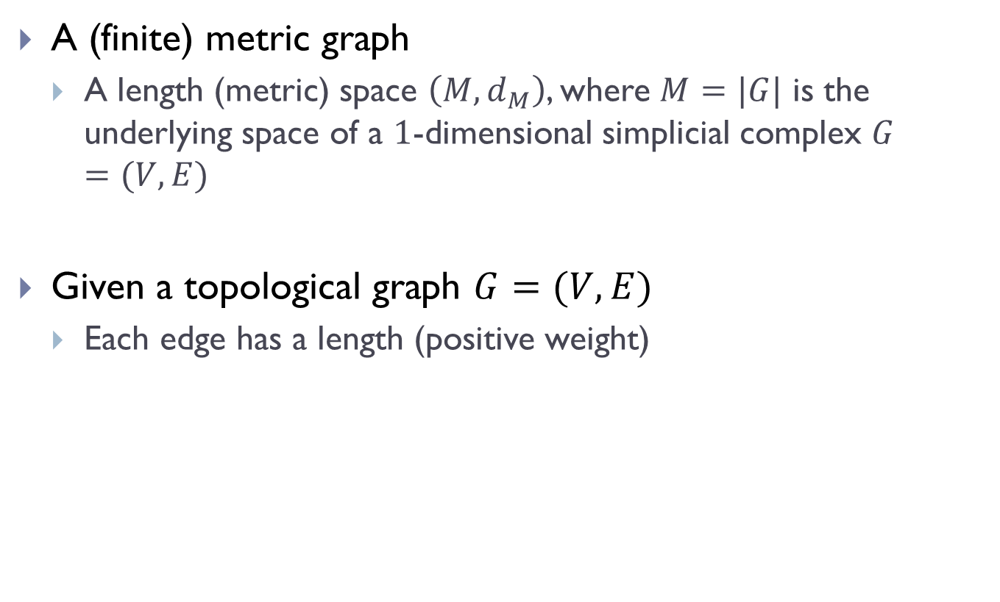 A (finite) metric graph
A length (metric) space (M, d_M), where M = |G| is the
underlying space of a 1-dimensional simplicial complex G
= (V, E)
Given a topological graph G = (V, E)
Each edge has a length (positive weight)